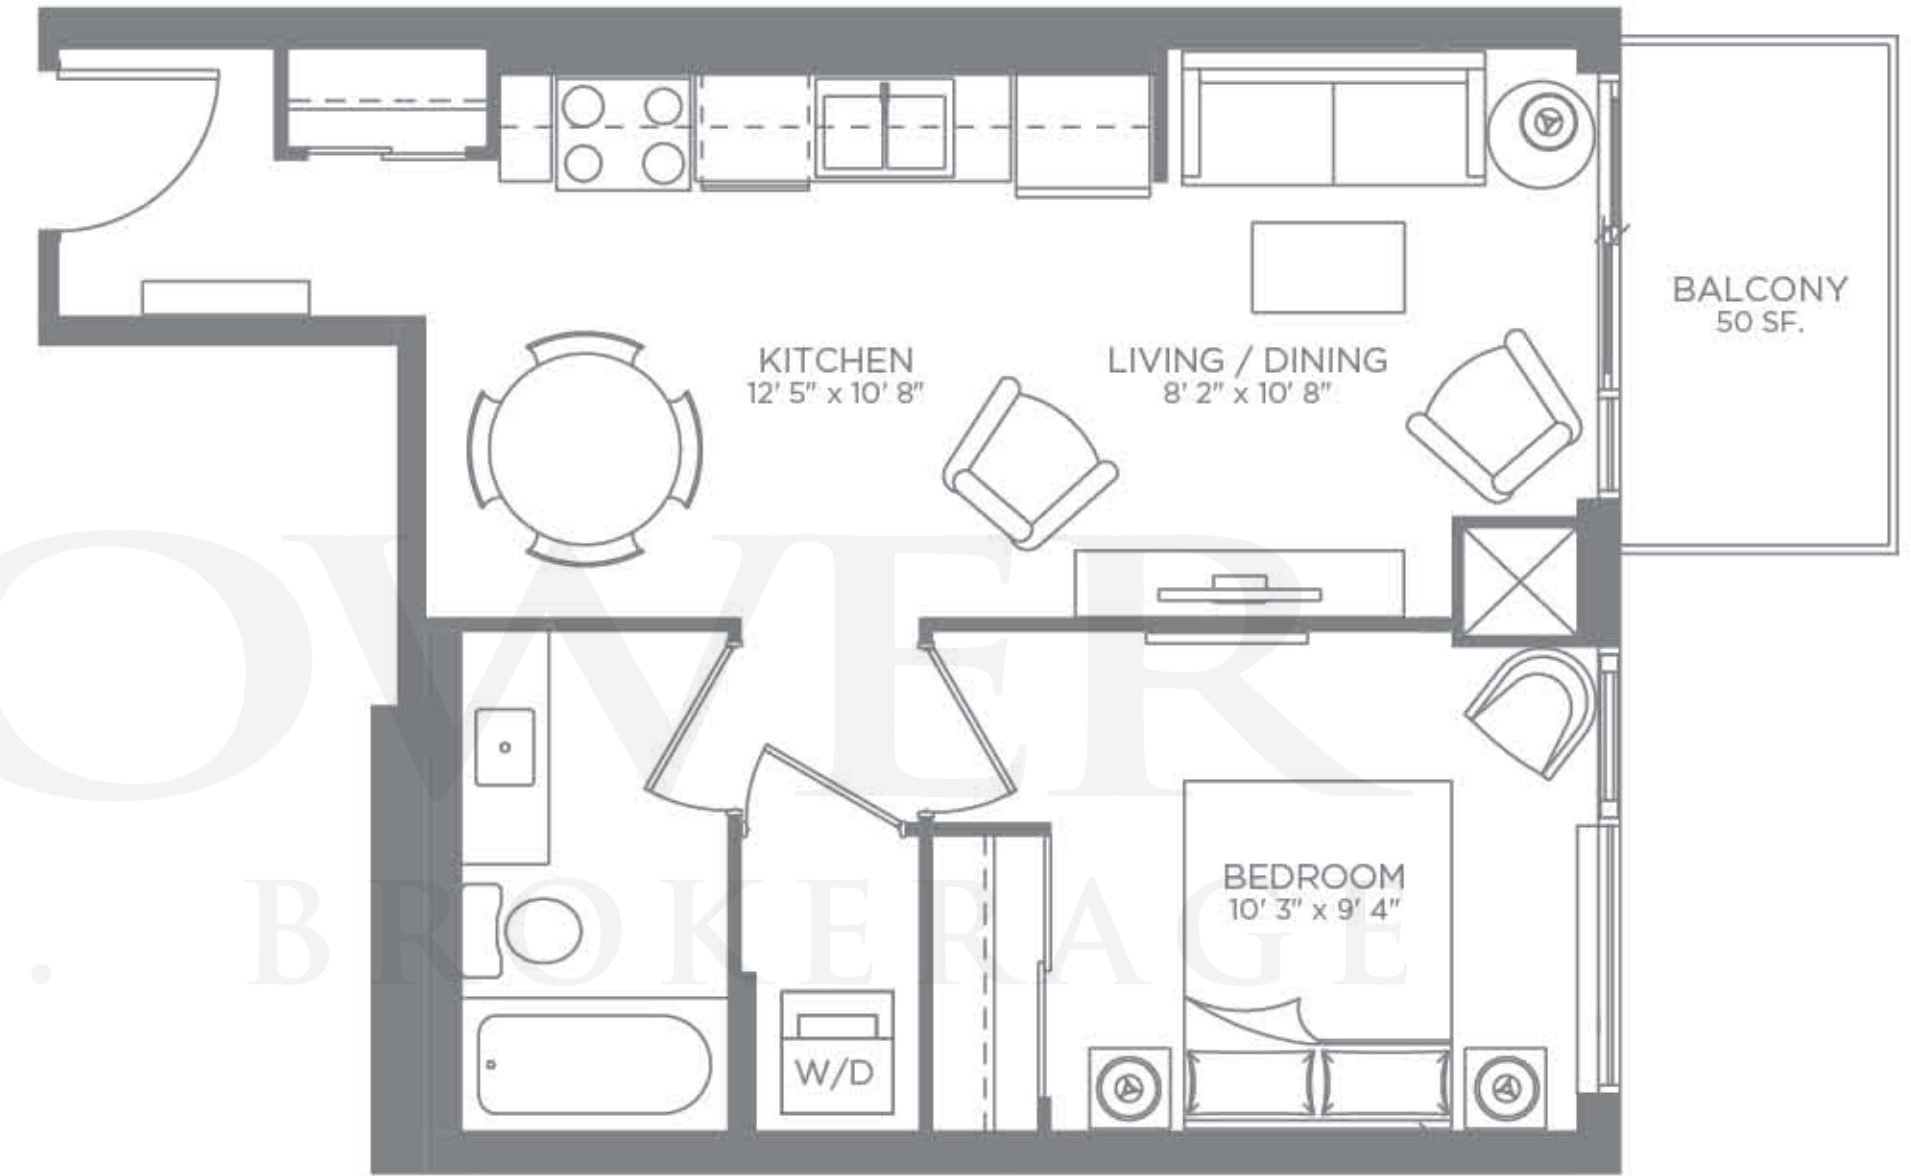 KITCHEN
12' 5" x 10' 8"
LIVING / DINING
8' 2" x 10' 8"
BALCONY
50 SF.
BEDROOM
10' 3" x 9' 4"
W/D
OWER
. BROKERAGE